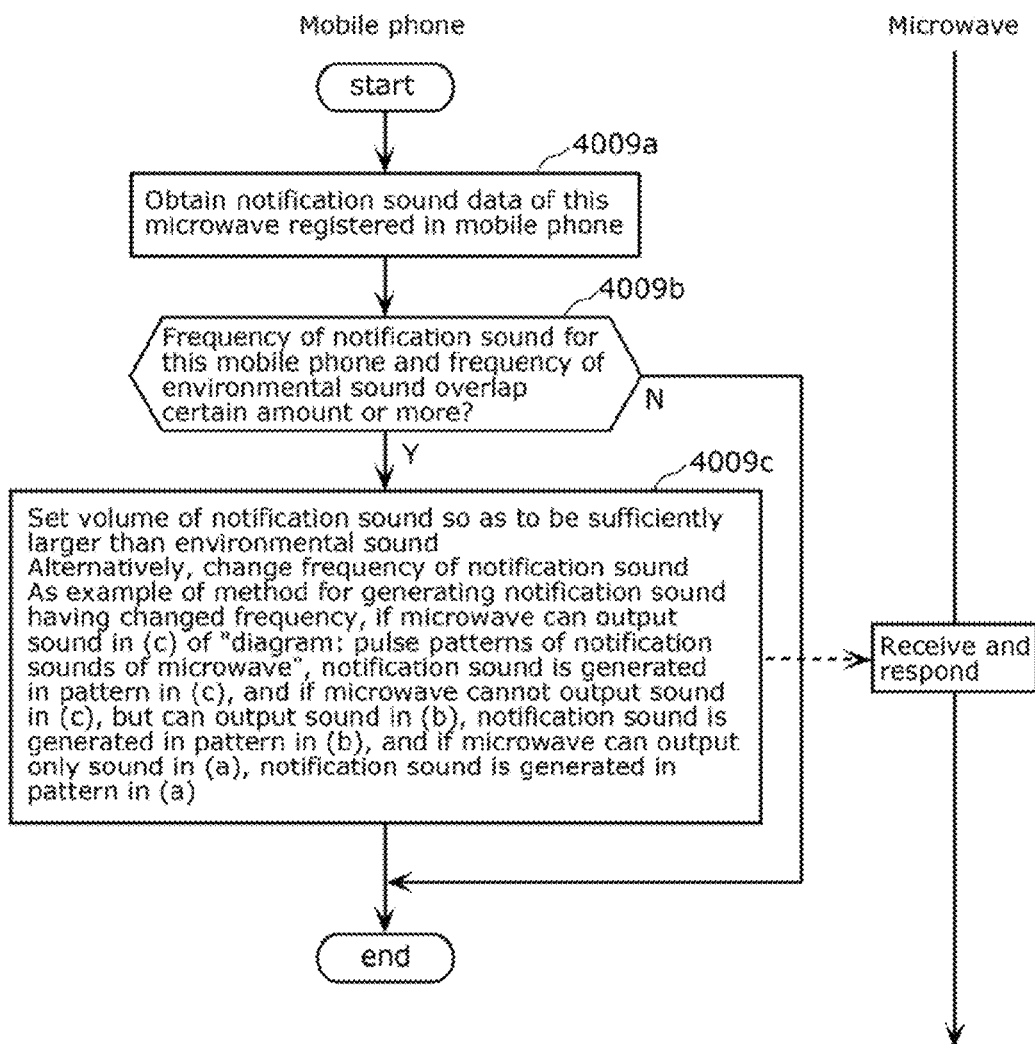 Mobile phone
Microwave
start
4009a
Obtain notification sound data of this
microwave registered in mobile phone
4009b
Frequency of notification sound for
this mobile phone and frequency of
environmental sound overlap
certain amount or more?
N
Y
4009c
Set volume of notification sound so as to be sufficiently
larger than environmental sound
Alternatively, change frequency of notification sound
As example of method for generating notification sound
having changed frequency, if microwave can output
sound in (c) of "diagram: pulse patterns of notification
sounds of microwave", notification sound is generated
in pattern in (c), and if microwave cannot output sound
in (c), but can output sound in (b), notification sound is
generated in pattern in (b), and if microwave can output
only sound in (a), notification sound is generated in
pattern in (a)
Receive and
respond
end